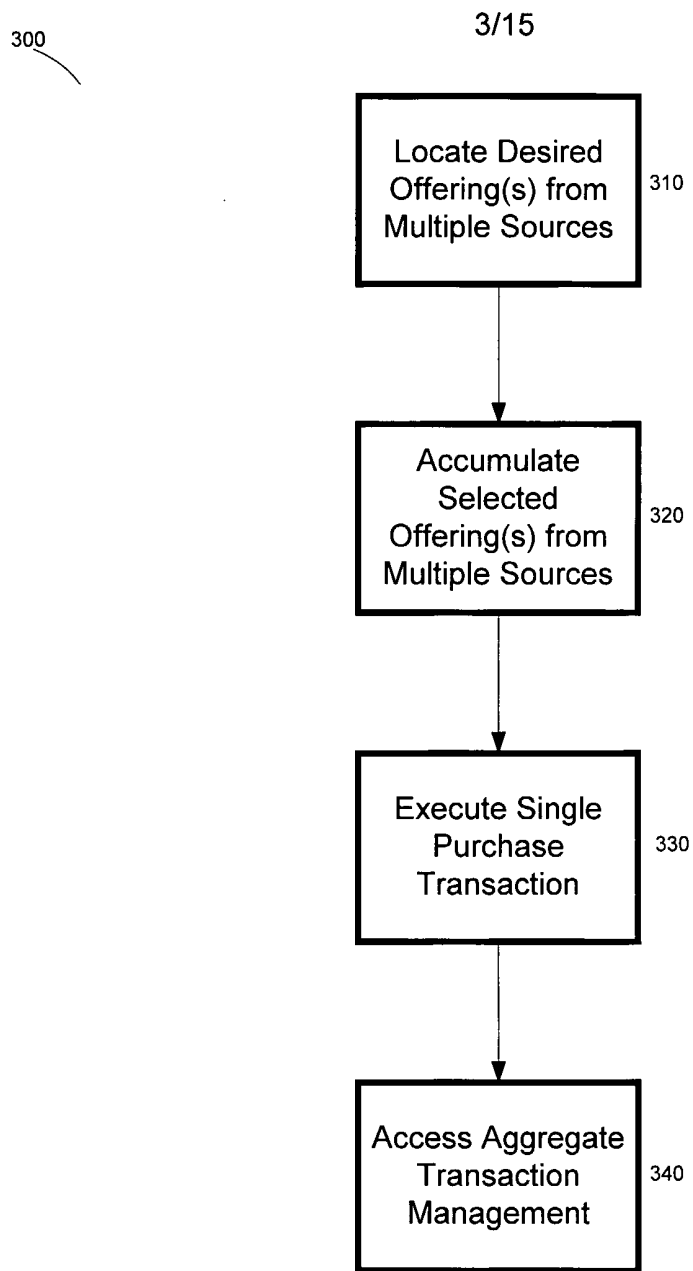 3/15
300
Locate Desired
Offering(s) from
Multiple Sources
310
Accumulate
Selected
Offering(s) from
Multiple Sources
320
Execute Single
Purchase
Transaction
330
Access Aggregate
Transaction
Management
340